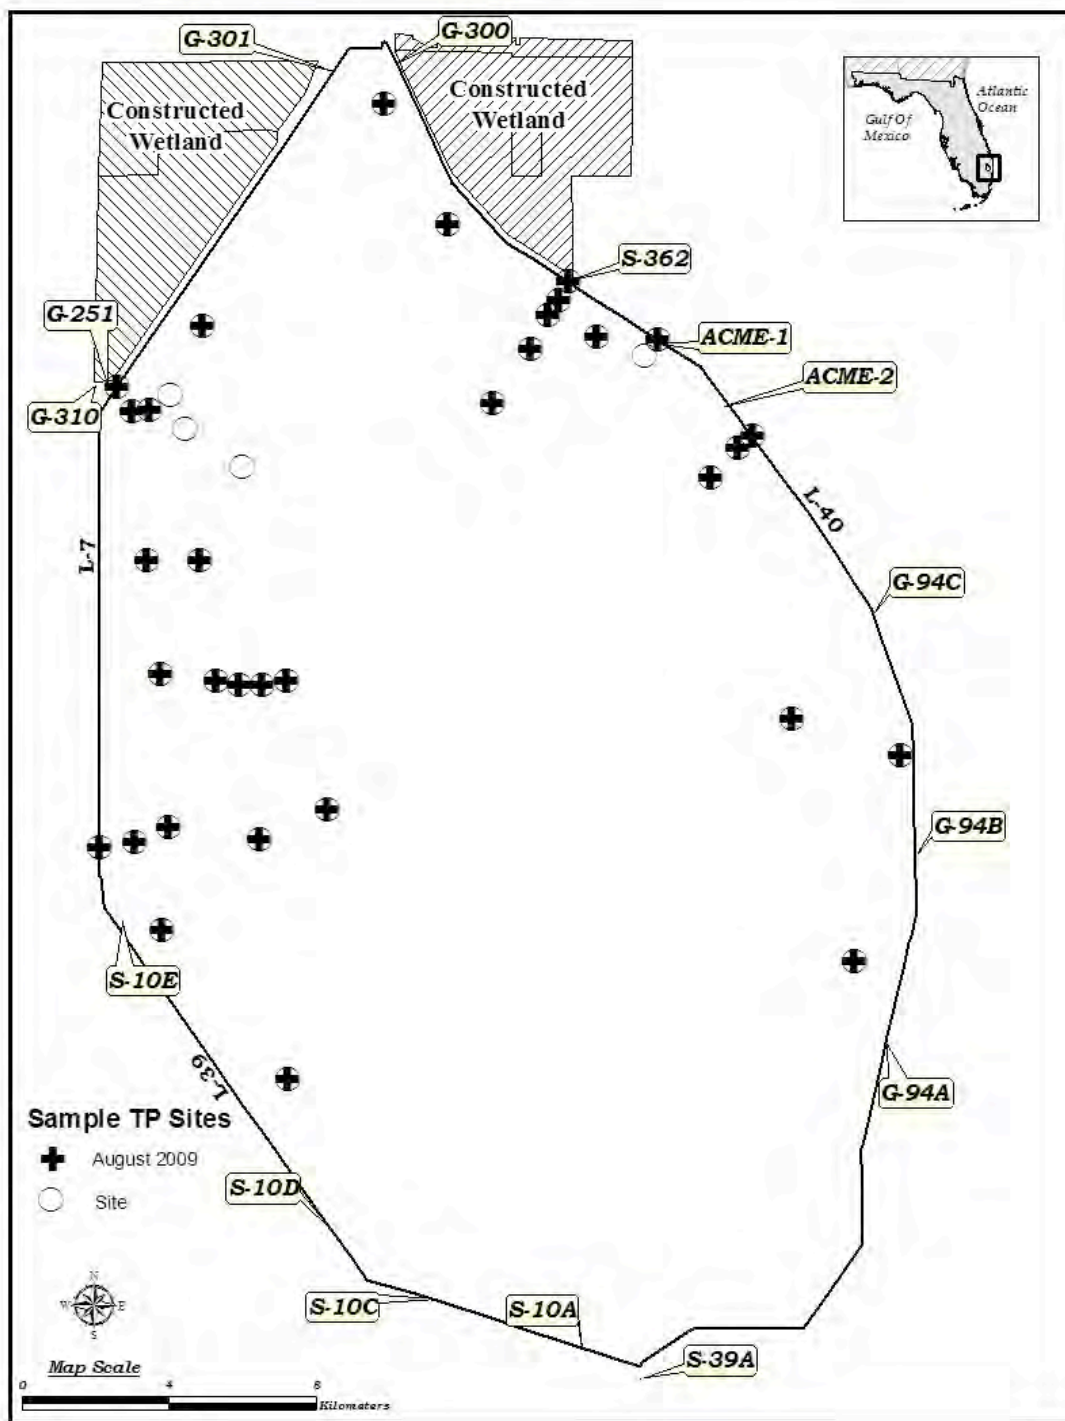 G-301
G-300
Constructed
Wetland
Constructed
Wetland
Atlantic
Ocean
Gulf Of
Mexico
S-362
G-251
ACME-1
ACME-2
G-310
L-40
L-7
G-94C
G-94B
S-10E
L-39
G-94A
Sample TP Sites
August 2009
Site
S-10D
N
W
E
S
S-10C
S-10A
S-39A
Map Scale
0 4 8
Kilometers